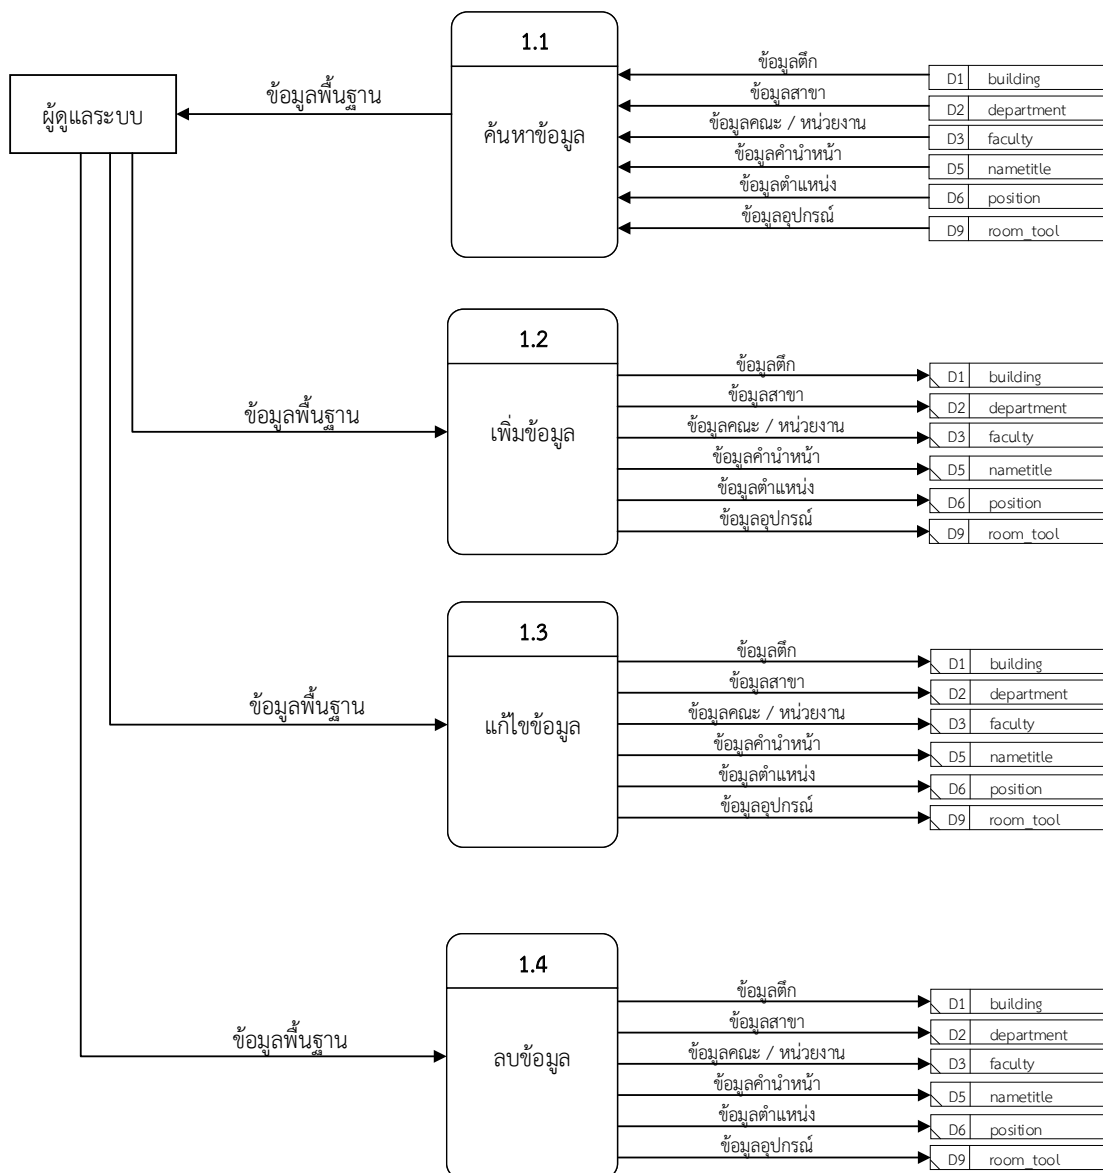 1.1
ค้นหาข้อมูล
ผู้ดูแลระบบ
ข้อมูลพื้นฐาน
ข้อมูลตึก
D1 building
ข้อมูลสาขา
D2 department
ข้อมูลคณะ / หน่วยงาน
D3 faculty
ข้อมูลคำนำหน้า
D5 nametitle
ข้อมูลตำแหน่ง
D6 position
ข้อมูลอุปกรณ์
D9 room_tool
1.2
เพิ่มข้อมูล
ข้อมูลพื้นฐาน
ข้อมูลตึก
D1 building
ข้อมูลสาขา
D2 department
ข้อมูลคณะ / หน่วยงาน
D3 faculty
ข้อมูลคำนำหน้า
D5 nametitle
ข้อมูลตำแหน่ง
D6 position
ข้อมูลอุปกรณ์
D9 room_tool
1.3
แก้ไขข้อมูล
ข้อมูลพื้นฐาน
ข้อมูลตึก
D1 building
ข้อมูลสาขา
D2 department
ข้อมูลคณะ / หน่วยงาน
D3 faculty
ข้อมูลคำนำหน้า
D5 nametitle
ข้อมูลตำแหน่ง
D6 position
ข้อมูลอุปกรณ์
D9 room_tool
1.4
ลบข้อมูล
ข้อมูลพื้นฐาน
ข้อมูลตึก
D1 building
ข้อมูลสาขา
D2 department
ข้อมูลคณะ / หน่วยงาน
D3 faculty
ข้อมูลคำนำหน้า
D5 nametitle
ข้อมูลตำแหน่ง
D6 position
ข้อมูลอุปกรณ์
D9 room_tool